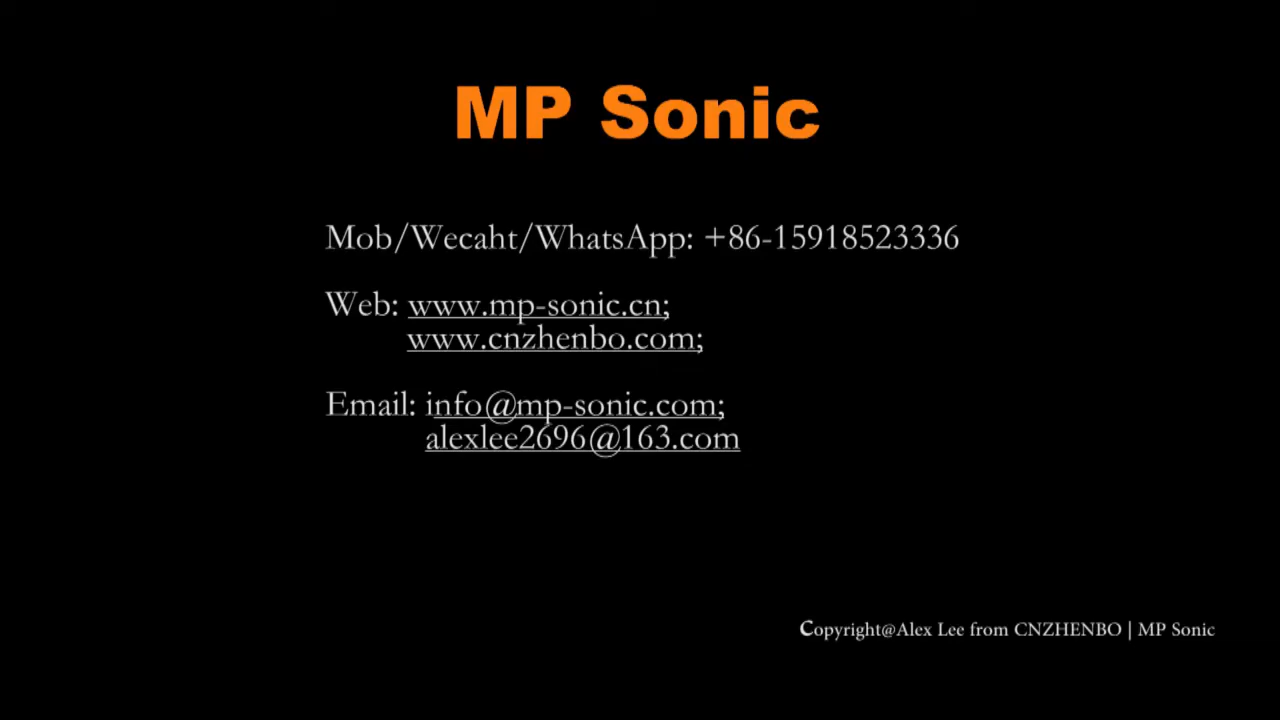 MP Sonic
Mob/Wecaht/WhatsApp: +86-15918523336
Web: www.mp-sonic.cn;
www.cnzhenbo.com;
Email: info@mp-sonic.com;
alexlee2696@163.com
Copyright@Alex Lee from CNZHENBO | MP Sonic